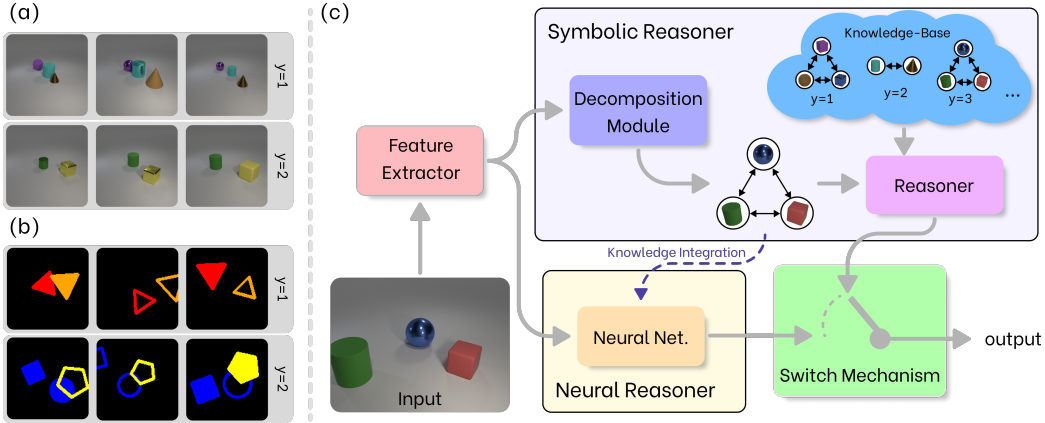 (a)
y=1
y=2
(b)
y=1
y=2
(c)
Symbolic Reasoner
Knowledge-Base
y=1
y=2
y=3
...
Decomposition
Module
Feature
Extractor
Reasoner
Knowledge Integration
Input
Neural Net.
Neural Reasoner
Switch Mechanism
output